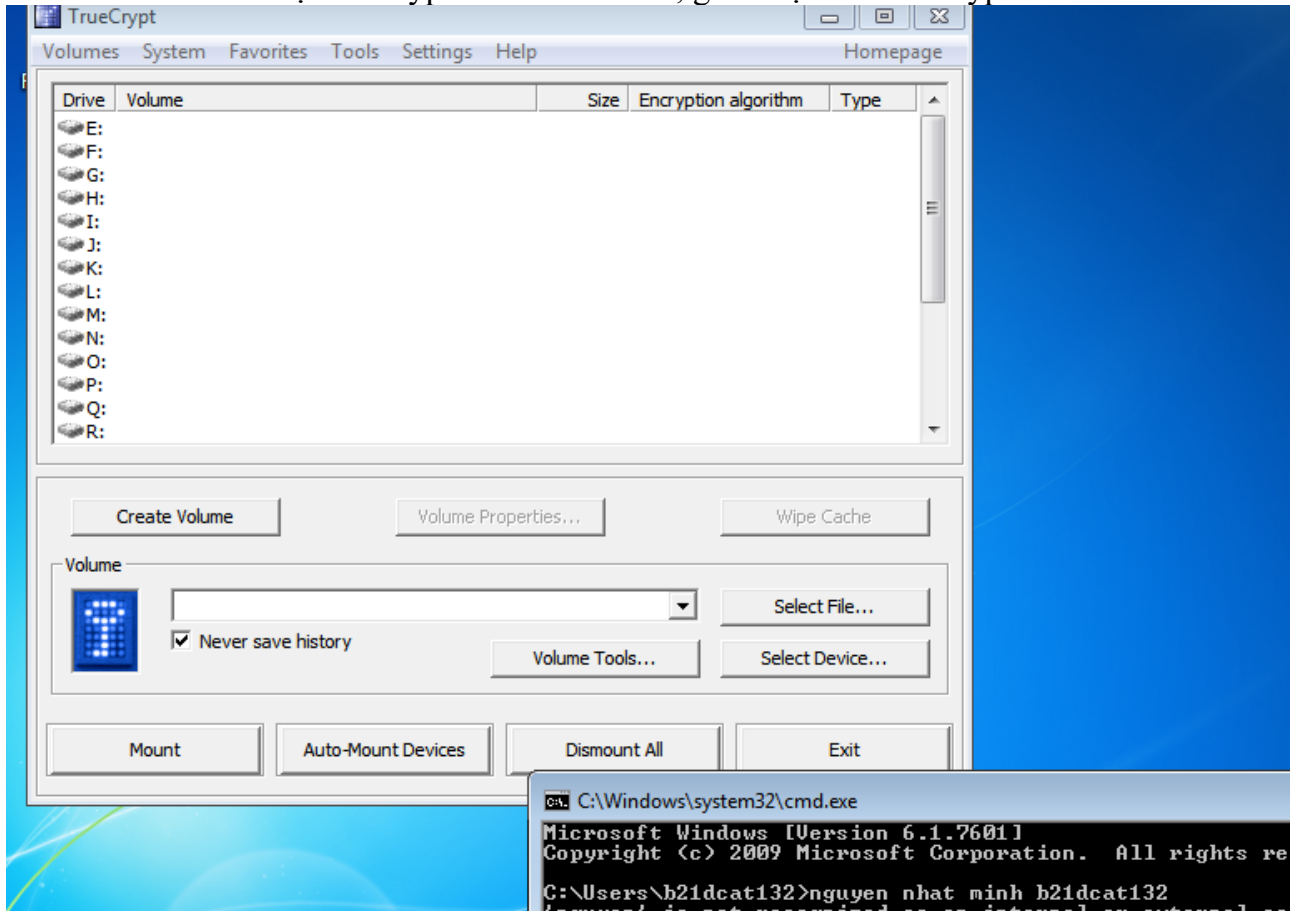 TrueCrypt
Volumes System Favorites Tools Settings Help Homepage
Drive Volume Size Encryption algorithm Type
E:
F:
G:
H:
I:
J:
K:
L:
M:
N:
O:
P:
Q:
R:
Create Volume Volume Properties... Wipe Cache
Volume
Select File...
Never save history
Volume Tools... Select Device...
Mount Auto-Mount Devices Dismount All Exit
C:\Windows\system32\cmd.exe
Microsoft Windows [Version 6.1.7601]
Copyright (c) 2009 Microsoft Corporation. All rights re
C:\Users\b21dcat132>nguyen nhat minh b21dcat132